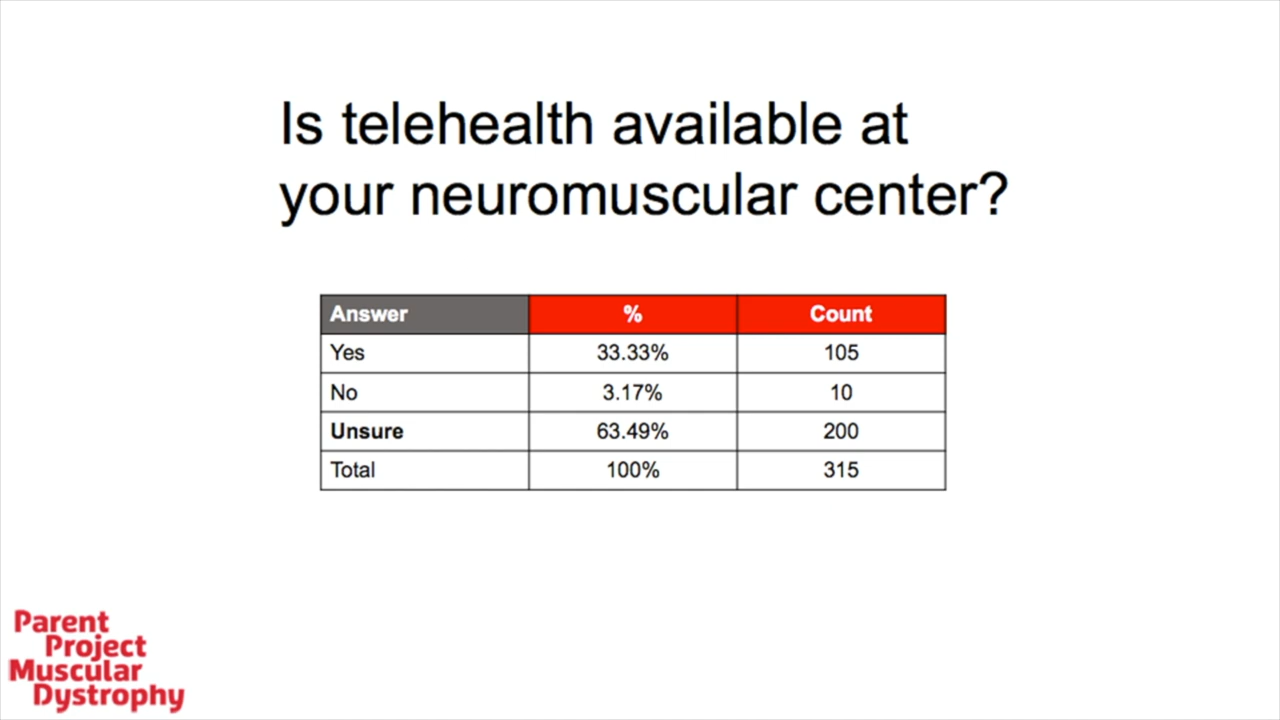 Is telehealth available at
your neuromuscular center?
Answer % Count
Yes 33.33% 105
No 3.17% 10
Unsure 63.49% 200
Total 100% 315
Parent
Project
Muscular
Dystrophy